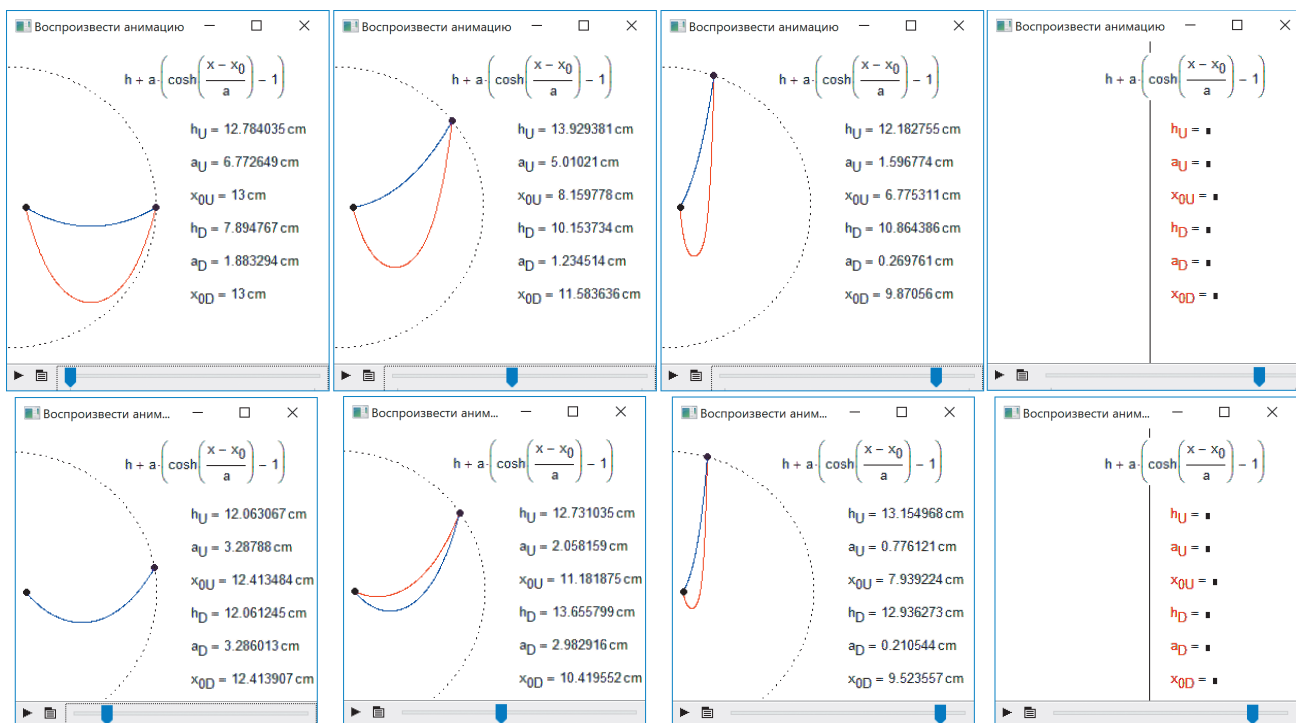 Воспроизвести анимацию
h + a·(cosh((x − x0)/a) − 1)
hU = 12.784035 cm
aU = 6.772649 cm
x0U = 13 cm
hD = 7.894767 cm
aD = 1.883294 cm
x0D = 13 cm
Воспроизвести анимацию
h + a·(cosh((x − x0)/a) − 1)
hU = 13.929381 cm
aU = 5.01021 cm
x0U = 8.159778 cm
hD = 10.153734 cm
aD = 1.234514 cm
x0D = 11.583636 cm
Воспроизвести анимацию
h + a·(cosh((x − x0)/a) − 1)
hU = 12.182755 cm
aU = 1.596774 cm
x0U = 6.775311 cm
hD = 10.864386 cm
aD = 0.269761 cm
x0D = 9.87056 cm
Воспроизвести анимацию
h + a·(cosh((x − x0)/a) − 1)
hU = ▪
aU = ▪
x0U = ▪
hD = ▪
aD = ▪
x0D = ▪
Воспроизвести аним...
h + a·(cosh((x − x0)/a) − 1)
hU = 12.063067 cm
aU = 3.28788 cm
x0U = 12.413484 cm
hD = 12.061245 cm
aD = 3.286013 cm
x0D = 12.413907 cm
Воспроизвести аним...
h + a·(cosh((x − x0)/a) − 1)
hU = 12.731035 cm
aU = 2.058159 cm
x0U = 11.181875 cm
hD = 13.655799 cm
aD = 2.982916 cm
x0D = 10.419552 cm
Воспроизвести аним...
h + a·(cosh((x − x0)/a) − 1)
hU = 13.154968 cm
aU = 0.776121 cm
x0U = 7.939224 cm
hD = 12.936273 cm
aD = 0.210544 cm
x0D = 9.523557 cm
Воспроизвести аним...
h + a·(cosh((x − x0)/a) − 1)
hU = ▪
aU = ▪
x0U = ▪
hD = ▪
aD = ▪
x0D = ▪